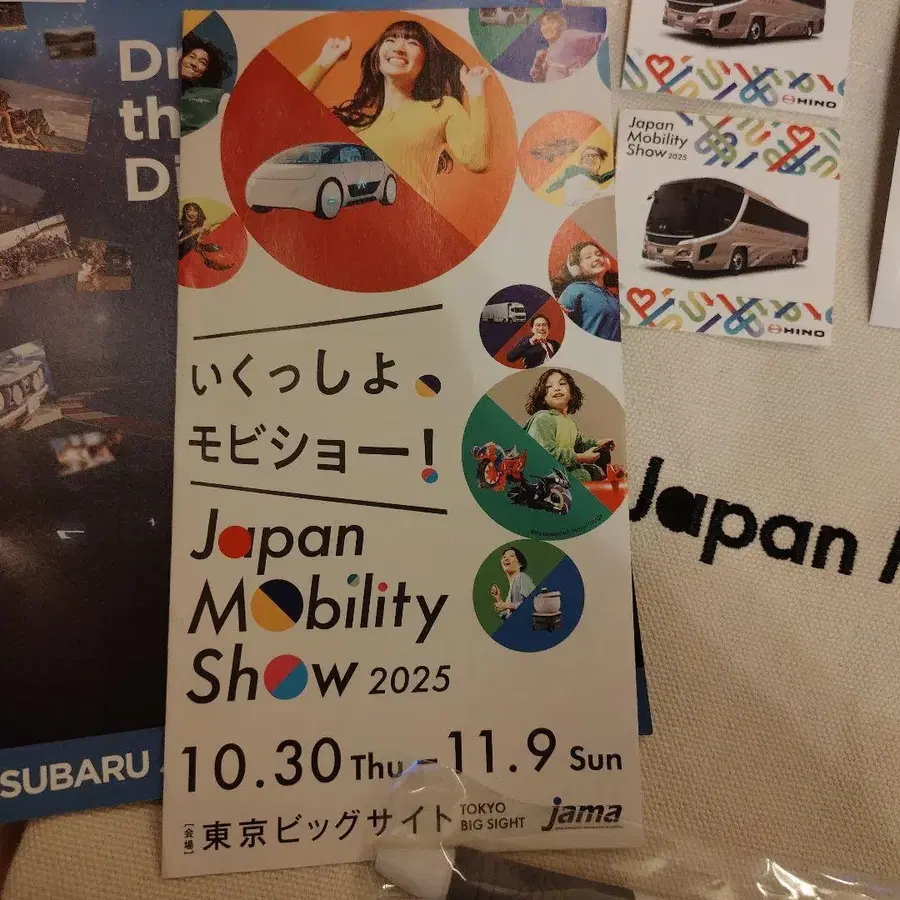 いくっしょ、
モビショー!
Japan
Mobility
Show 2025
10.30 Thu – 11.9 Sun
[会場] 東京ビッグサイト TOKYO BIG SIGHT
jama
SUBARU
HINO
Japan
Mobility
Show 2025
HINO
Japan